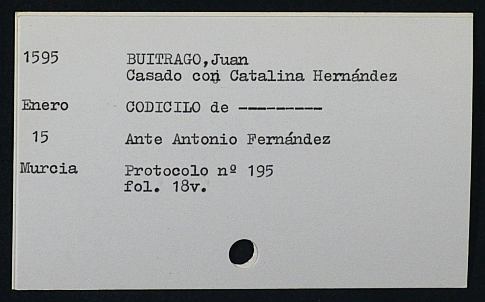 1595 BUITRAGO,Juan
Casado con Catalina Hernández
Enero CODICILO de ---------
15 Ante Antonio Fernández
Murcia Protocolo nº 195
fol. 18v.